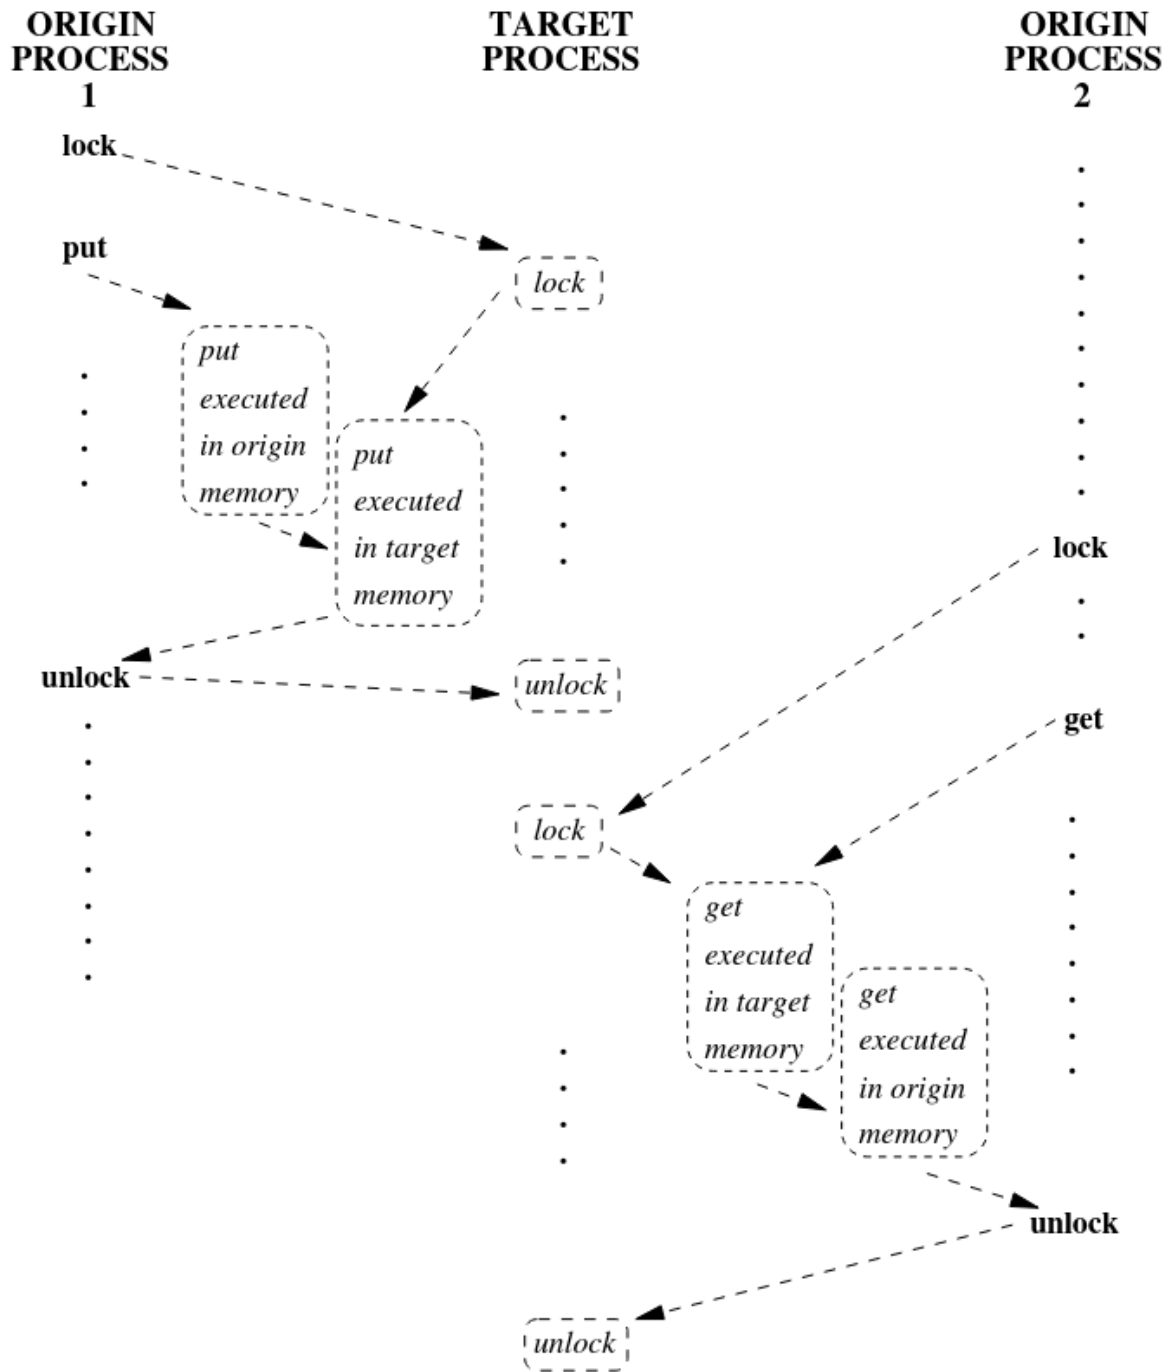 ORIGIN
PROCESS
1
TARGET
PROCESS
ORIGIN
PROCESS
2
lock
put
lock
put
executed
in origin
memory
put
executed
in target
memory
lock
unlock
unlock
get
lock
get
executed
in target
memory
get
executed
in origin
memory
unlock
unlock